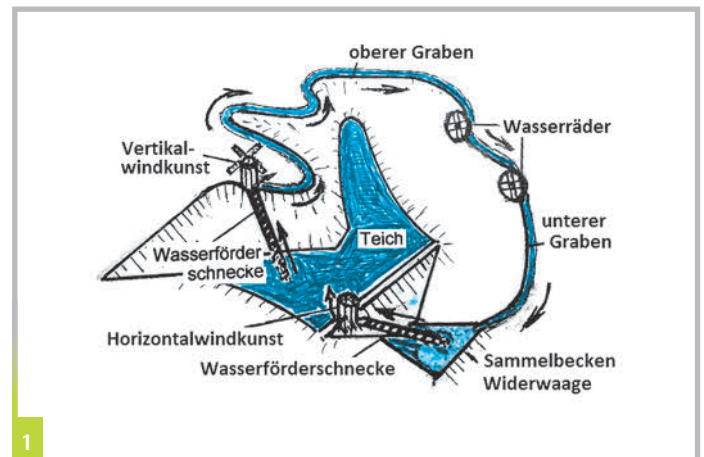 oberer Graben
Wasserräder
Vertikal-
windkunst
unterer
Graben
Teich
Wasserförder
schnecke
Horizontalwindkunst
Wasserförderschnecke
Sammelbecken
Widerwaage
1